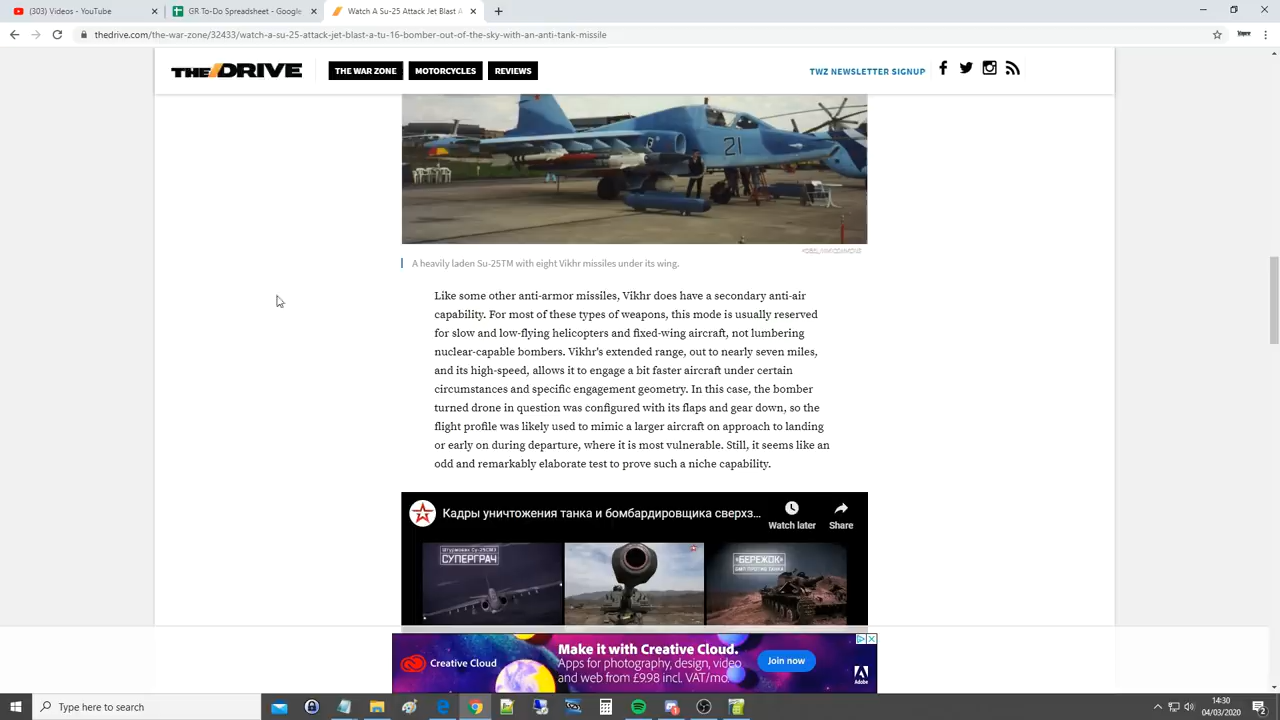 (303) Videos - YouTube
GR To-Do Spreadsheet - Google
Watch A Su-25 Attack Jet Blast A
thedrive.com/the-war-zone/32433/watch-a-su-25-attack-jet-blast-a-tu-16-bomber-out-of-the-sky-with-an-anti-tank-missile
THE DRIVE
THE WAR ZONE
MOTORCYCLES
REVIEWS
TWZ NEWSLETTER SIGNUP
21
A heavily laden Su-25TM with eight Vikhr missiles under its wing.
Like some other anti-armor missiles, Vikhr does have a secondary anti-air
capability. For most of these types of weapons, this mode is usually reserved
for slow and low-flying helicopters and fixed-wing aircraft, not lumbering
nuclear-capable bombers. Vikhr's extended range, out to nearly seven miles,
and its high-speed, allows it to engage a bit faster aircraft under certain
circumstances and specific engagement geometry. In this case, the bomber
turned drone in question was configured with its flaps and gear down, so the
flight profile was likely used to mimic a larger aircraft on approach to landing
or early on during departure, where it is most vulnerable. Still, it seems like an
odd and remarkably elaborate test to prove such a niche capability.
Кадры уничтожения танка и бомбардировщика сверхз...
Watch later
Share
Штурмовик Су-25СМ3
СУПЕРГРАЧ
«БЕРЕЖОК»
БМП ПРОТИВ ТАНКА
Creative Cloud
Make it with Creative Cloud.
Apps for photography, design, video
and web from £9.98 incl. VAT/mo.
Join now
Adobe
Type here to search
14:30
04/03/2020
2